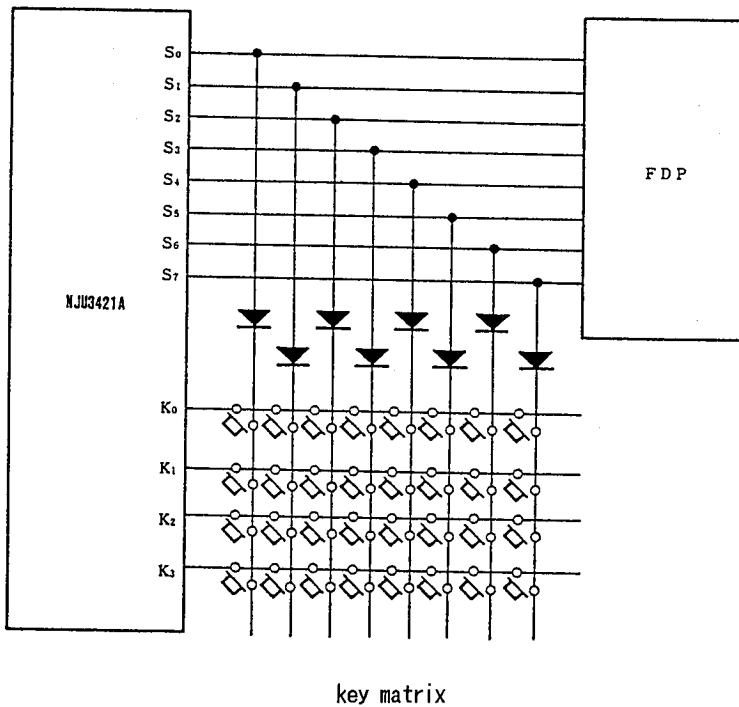 S₀
S₁
S₂
S₃
S₄
S₅
S₆
S₇
FDP
NJU3421A
K₀
K₁
K₂
K₃
key matrix